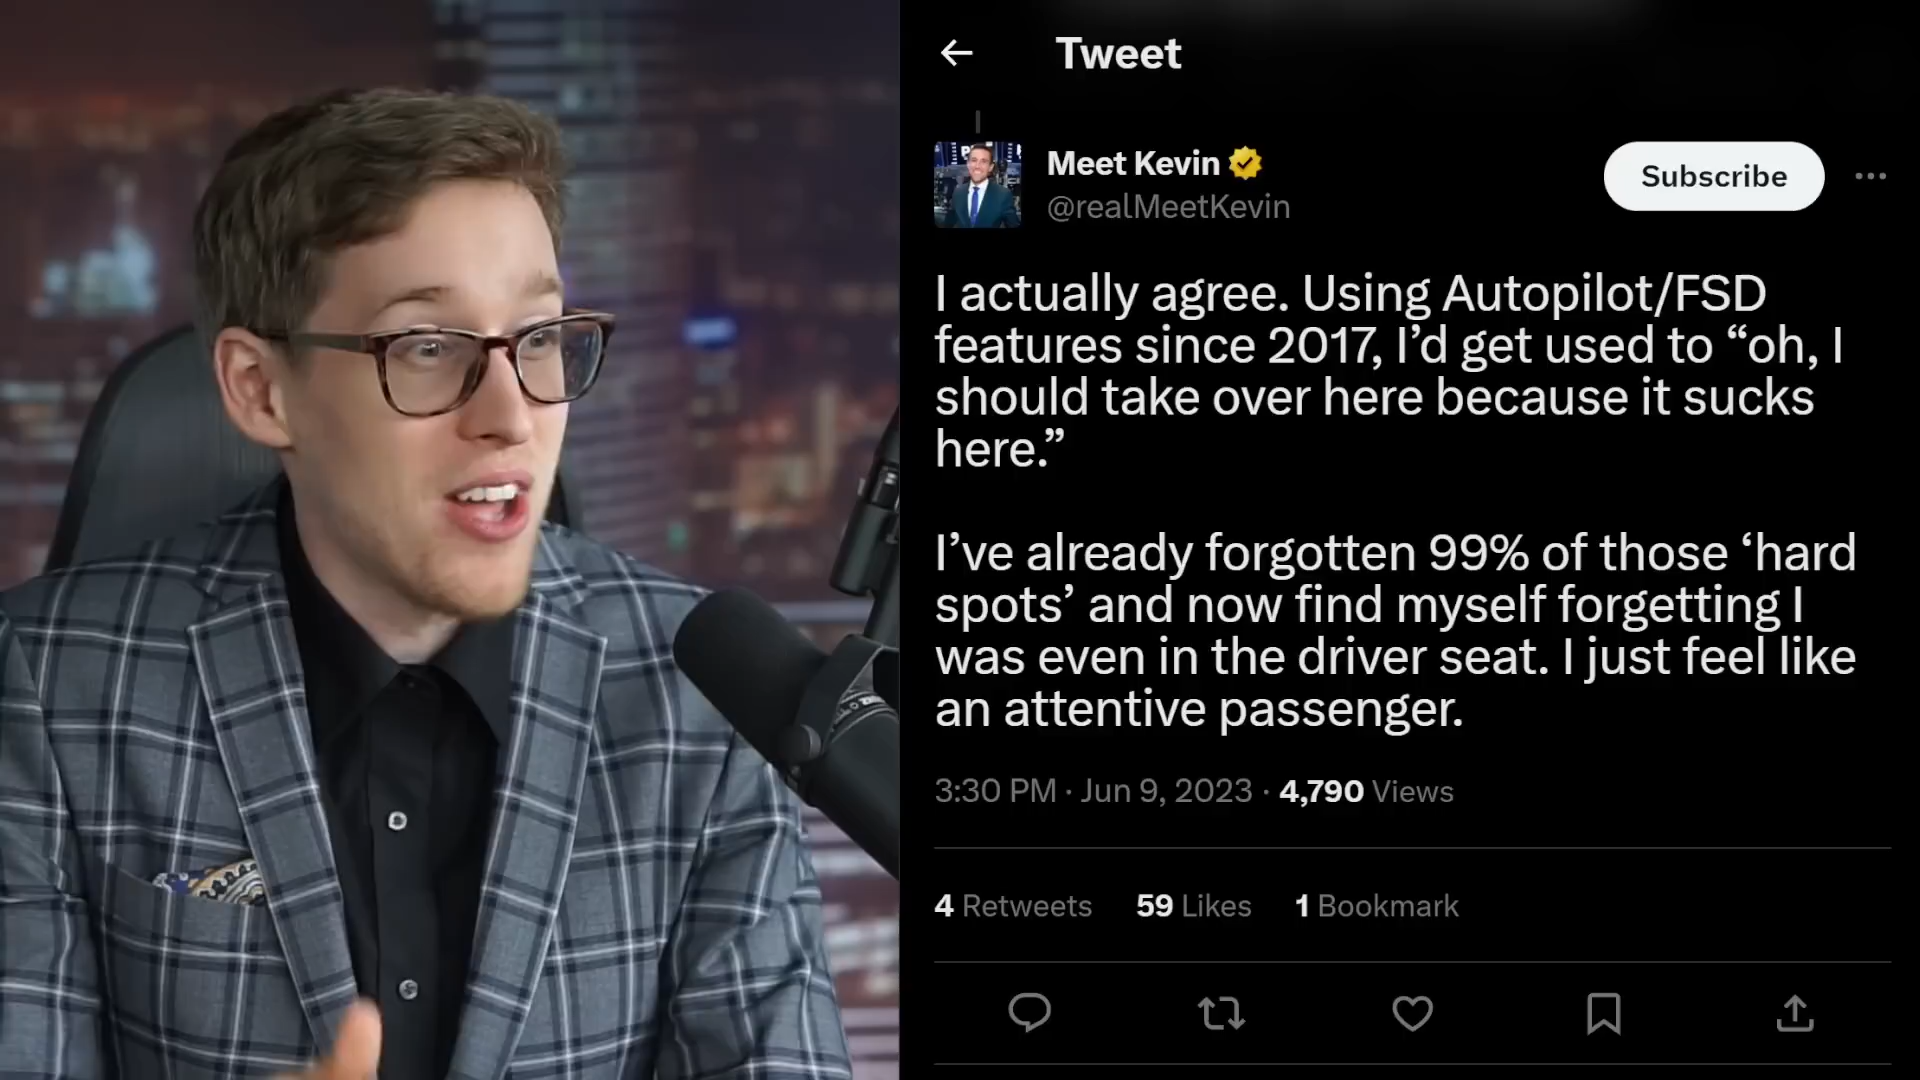 Tweet
Meet Kevin
@realMeetKevin
Subscribe
I actually agree. Using Autopilot/FSD
features since 2017, I’d get used to “oh, I
should take over here because it sucks
here.”
I’ve already forgotten 99% of those ‘hard
spots’ and now find myself forgetting I
was even in the driver seat. I just feel like
an attentive passenger.
3:30 PM · Jun 9, 2023 · 4,790 Views
4 Retweets 59 Likes 1 Bookmark